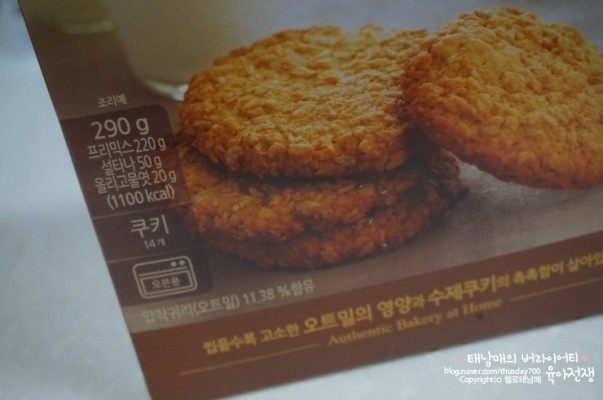 조리예
290 g
프리믹스 220 g
설타나 50 g
올리고물엿 20 g
(1100 kcal)
쿠키
14개
오븐용
압착귀리(오트밀) 11.38 %함유
씹을수록 고소한 오트밀의 영양과 수제쿠키의 촉촉함이 살아있
Authentic Bakery at Home
태남매의 버라이어티
blog.naver.com/thusday700 육아전쟁
Copyright(c) 헬로태남매